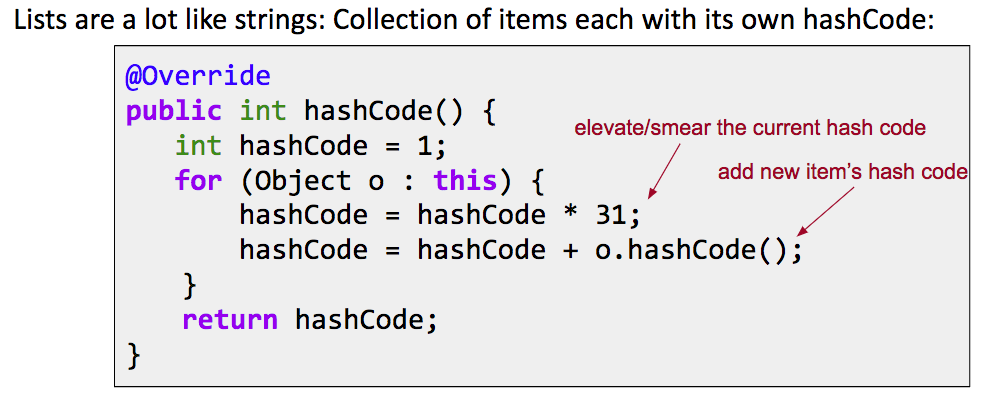 Lists are a lot like strings: Collection of items each with its own hashCode:
@Override
public int hashCode() {
elevate/smear the current hash code
int hashCode = 1;
add new item's hash code
for (Object o : this) {
hashCode = hashCode * 31;
hashCode = hashCode + o.hashCode();
}
return hashCode;
}